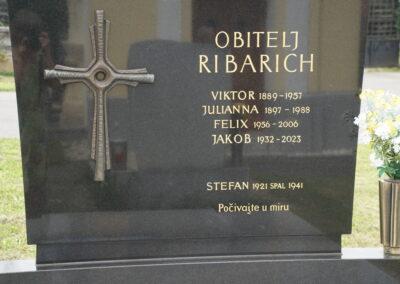 OBITELJ
RIBARICH
VIKTOR 1889-1957
JULIANNA 1897-1988
FELIX 1956-2006
JAKOB 1932-2023
STEFAN 1921 SPAL 1941
Počivajte u miru